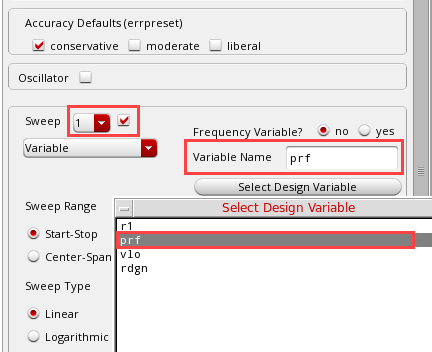 Accuracy Defaults (errpreset)
conservative moderate liberal
Oscillator
Sweep 1
Frequency Variable? no yes
Variable
Variable Name prf
Select Design Variable
Sweep Range
Select Design Variable
r1
Start-Stop
prf
vlo
Center-Span
rdgn
Sweep Type
Linear
Logarithmic